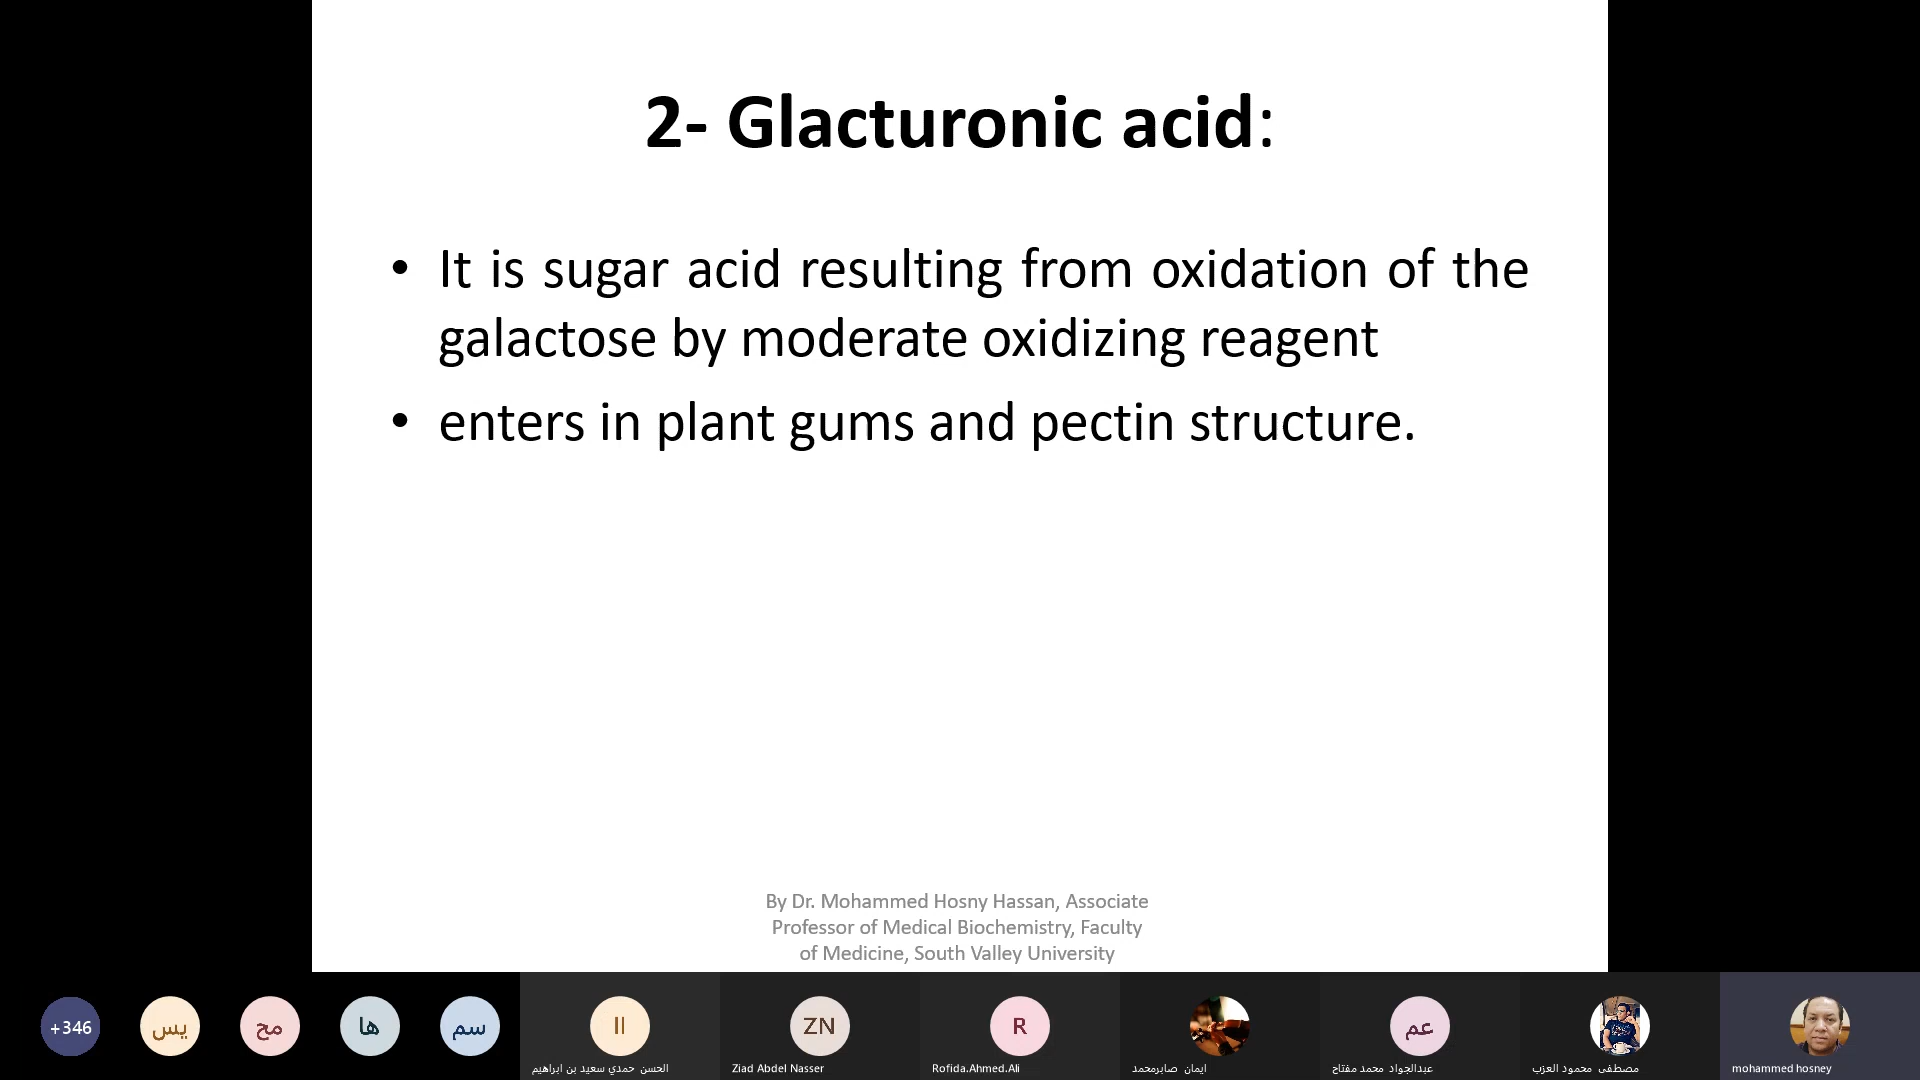 2- Glacturonic acid:
• It is sugar acid resulting from oxidation of the
galactose by moderate oxidizing reagent
• enters in plant gums and pectin structure.
By Dr. Mohammed Hosny Hassan, Associate
Professor of Medical Biochemistry, Faculty
of Medicine, South Valley University
+346
يس
مح
ها
سم
اا
ZN
R
عم
الحسن حمدي سعيد بن ابراهيم
Ziad Abdel Nasser
Rofida.Ahmed.Ali
ايمان صابرمحمد
عبدالجواد محمد مفتاح
مصطفى محمود العزب
mohammed hosney